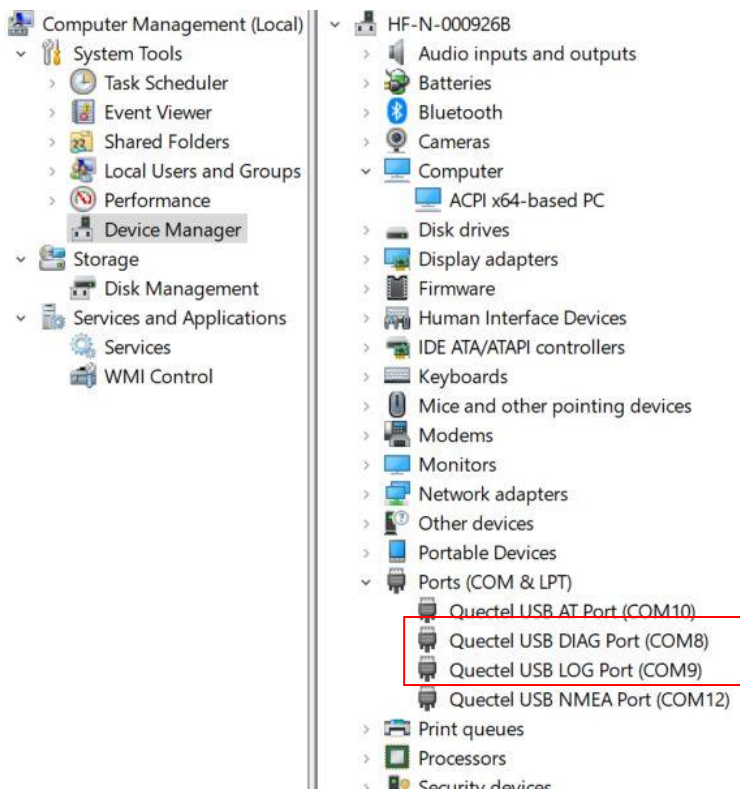 Computer Management (Local)
System Tools
Task Scheduler
Event Viewer
Shared Folders
Local Users and Groups
Performance
Device Manager
Storage
Disk Management
Services and Applications
Services
WMI Control
HF-N-000926B
Audio inputs and outputs
Batteries
Bluetooth
Cameras
Computer
ACPI x64-based PC
Disk drives
Display adapters
Firmware
Human Interface Devices
IDE ATA/ATAPI controllers
Keyboards
Mice and other pointing devices
Modems
Monitors
Network adapters
Other devices
Portable Devices
Ports (COM & LPT)
Quectel USB AT Port (COM10)
Quectel USB DIAG Port (COM8)
Quectel USB LOG Port (COM9)
Quectel USB NMEA Port (COM12)
Print queues
Processors
Security devices